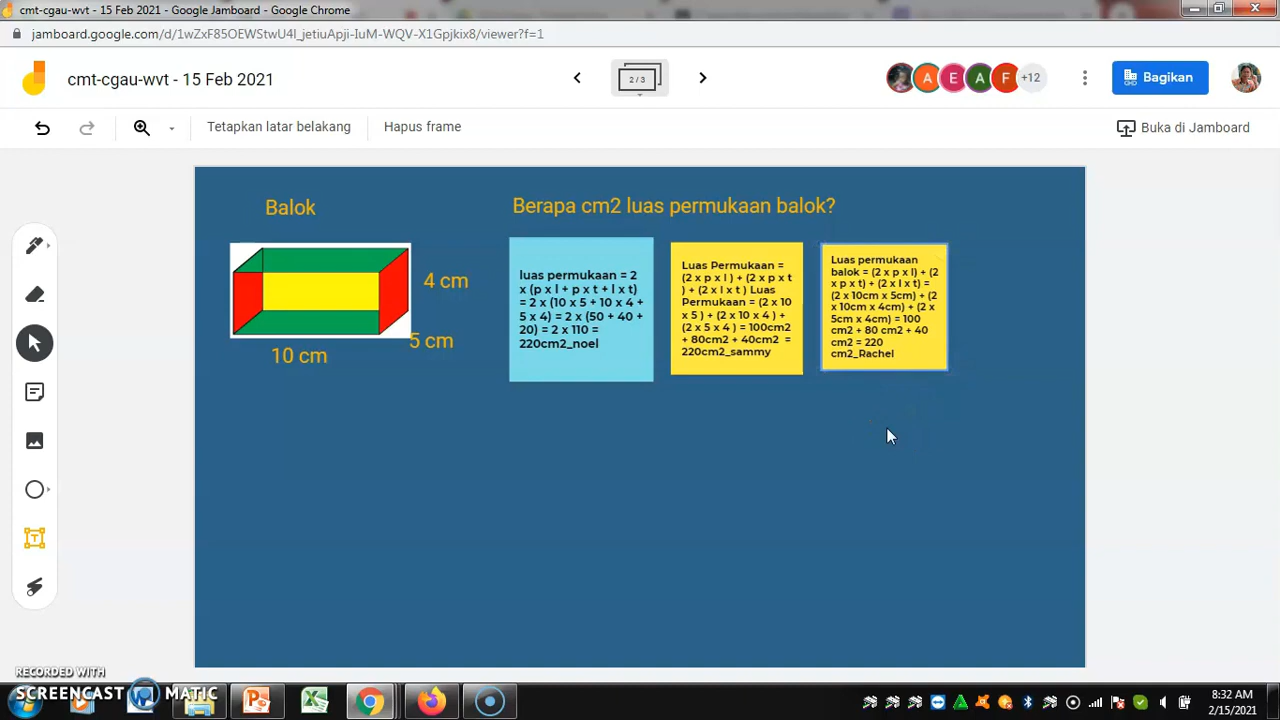 cmt-cgau-wvt - 15 Feb 2021 - Google Jamboard - Google Chrome
jamboard.google.com/d/1wZxF85OEWStwU4l_jetiuApji-IuM-WQV-X1Gpjkix8/viewer?f=1
cmt-cgau-wvt - 15 Feb 2021
2 / 3
A
E
A
F
+12
Bagikan
Tetapkan latar belakang
Hapus frame
Buka di Jamboard
Balok
4 cm
5 cm
10 cm
Berapa cm2 luas permukaan balok?
luas permukaan = 2
x (p x l + p x t + l x t)
= 2 x (10 x 5 + 10 x 4 +
5 x 4) = 2 x (50 + 40 +
20) = 2 x 110 =
220cm2_noel
Luas Permukaan =
(2 x p x l ) + (2 x p x t
) + (2 x l x t ) Luas
Permukaan = (2 x 10
x 5 ) + (2 x 10 x 4 ) +
(2 x 5 x 4 ) = 100cm2
+ 80cm2 + 40cm2 =
220cm2_sammy
Luas permukaan
balok = (2 x p x l) + (2
x p x t) + (2 x l x t) =
(2 x 10cm x 5cm) + (2
x 10cm x 4cm) + (2 x
5cm x 4cm) = 100
cm2 + 80 cm2 + 40
cm2 = 220
cm2_Rachel
RECORDED WITH
SCREENCAST MATIC
8:32 AM
2/15/2021